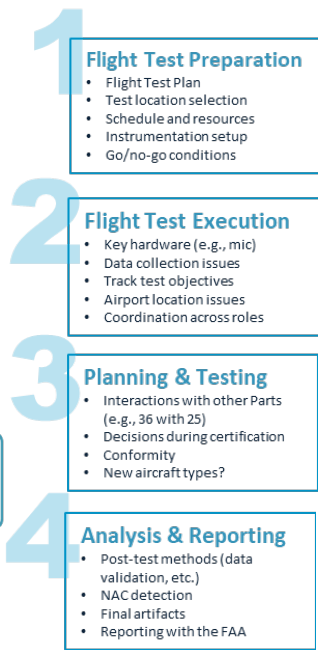 1
Flight Test Preparation
• Flight Test Plan
• Test location selection
• Schedule and resources
• Instrumentation setup
• Go/no-go conditions
2
Flight Test Execution
• Key hardware (e.g., mic)
• Data collection issues
• Track test objectives
• Airport location issues
• Coordination across roles
3
Planning & Testing
• Interactions with other Parts
(e.g., 36 with 25)
• Decisions during certification
• Conformity
• New aircraft types?
4
Analysis & Reporting
• Post-test methods (data
validation, etc.)
• NAC detection
• Final artifacts
• Reporting with the FAA